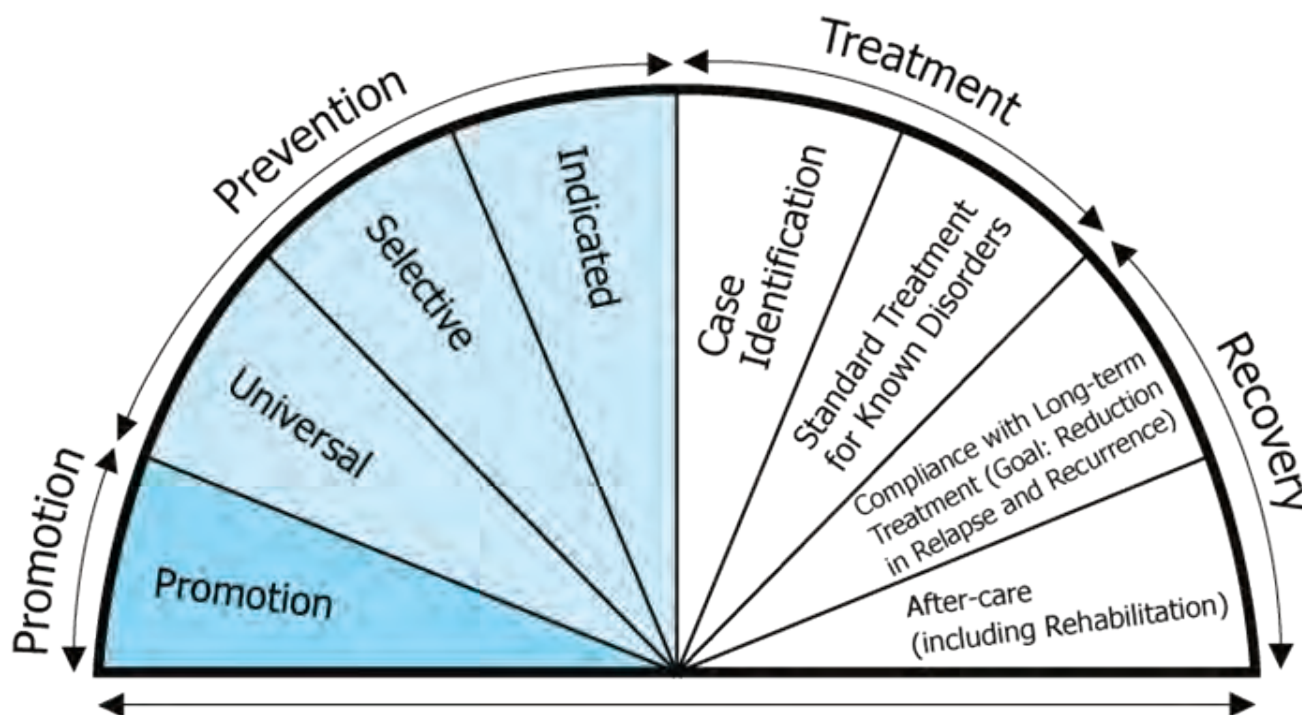 Promotion
Prevention
Treatment
Recovery
Promotion
Universal
Selective
Indicated
Case
Identification
Standard Treatment
for Known Disorders
Compliance with Long-term
Treatment (Goal: Reduction
in Relapse and Recurrence)
After-care
(including Rehabilitation)